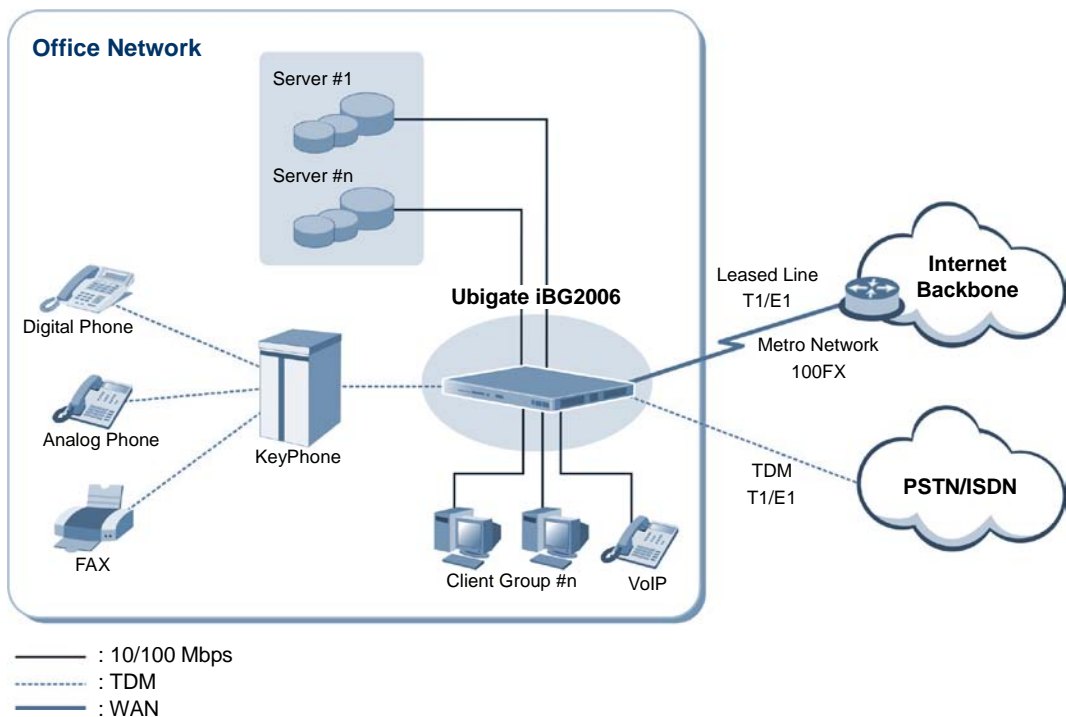 Office Network
Server #1
Server #n
Ubigate iBG2006
Digital Phone
Analog Phone
FAX
KeyPhone
Client Group #n
VoIP
Leased Line
T1/E1
Metro Network
100FX
Internet
Backbone
TDM
T1/E1
PSTN/ISDN
: 10/100 Mbps
: TDM
: WAN